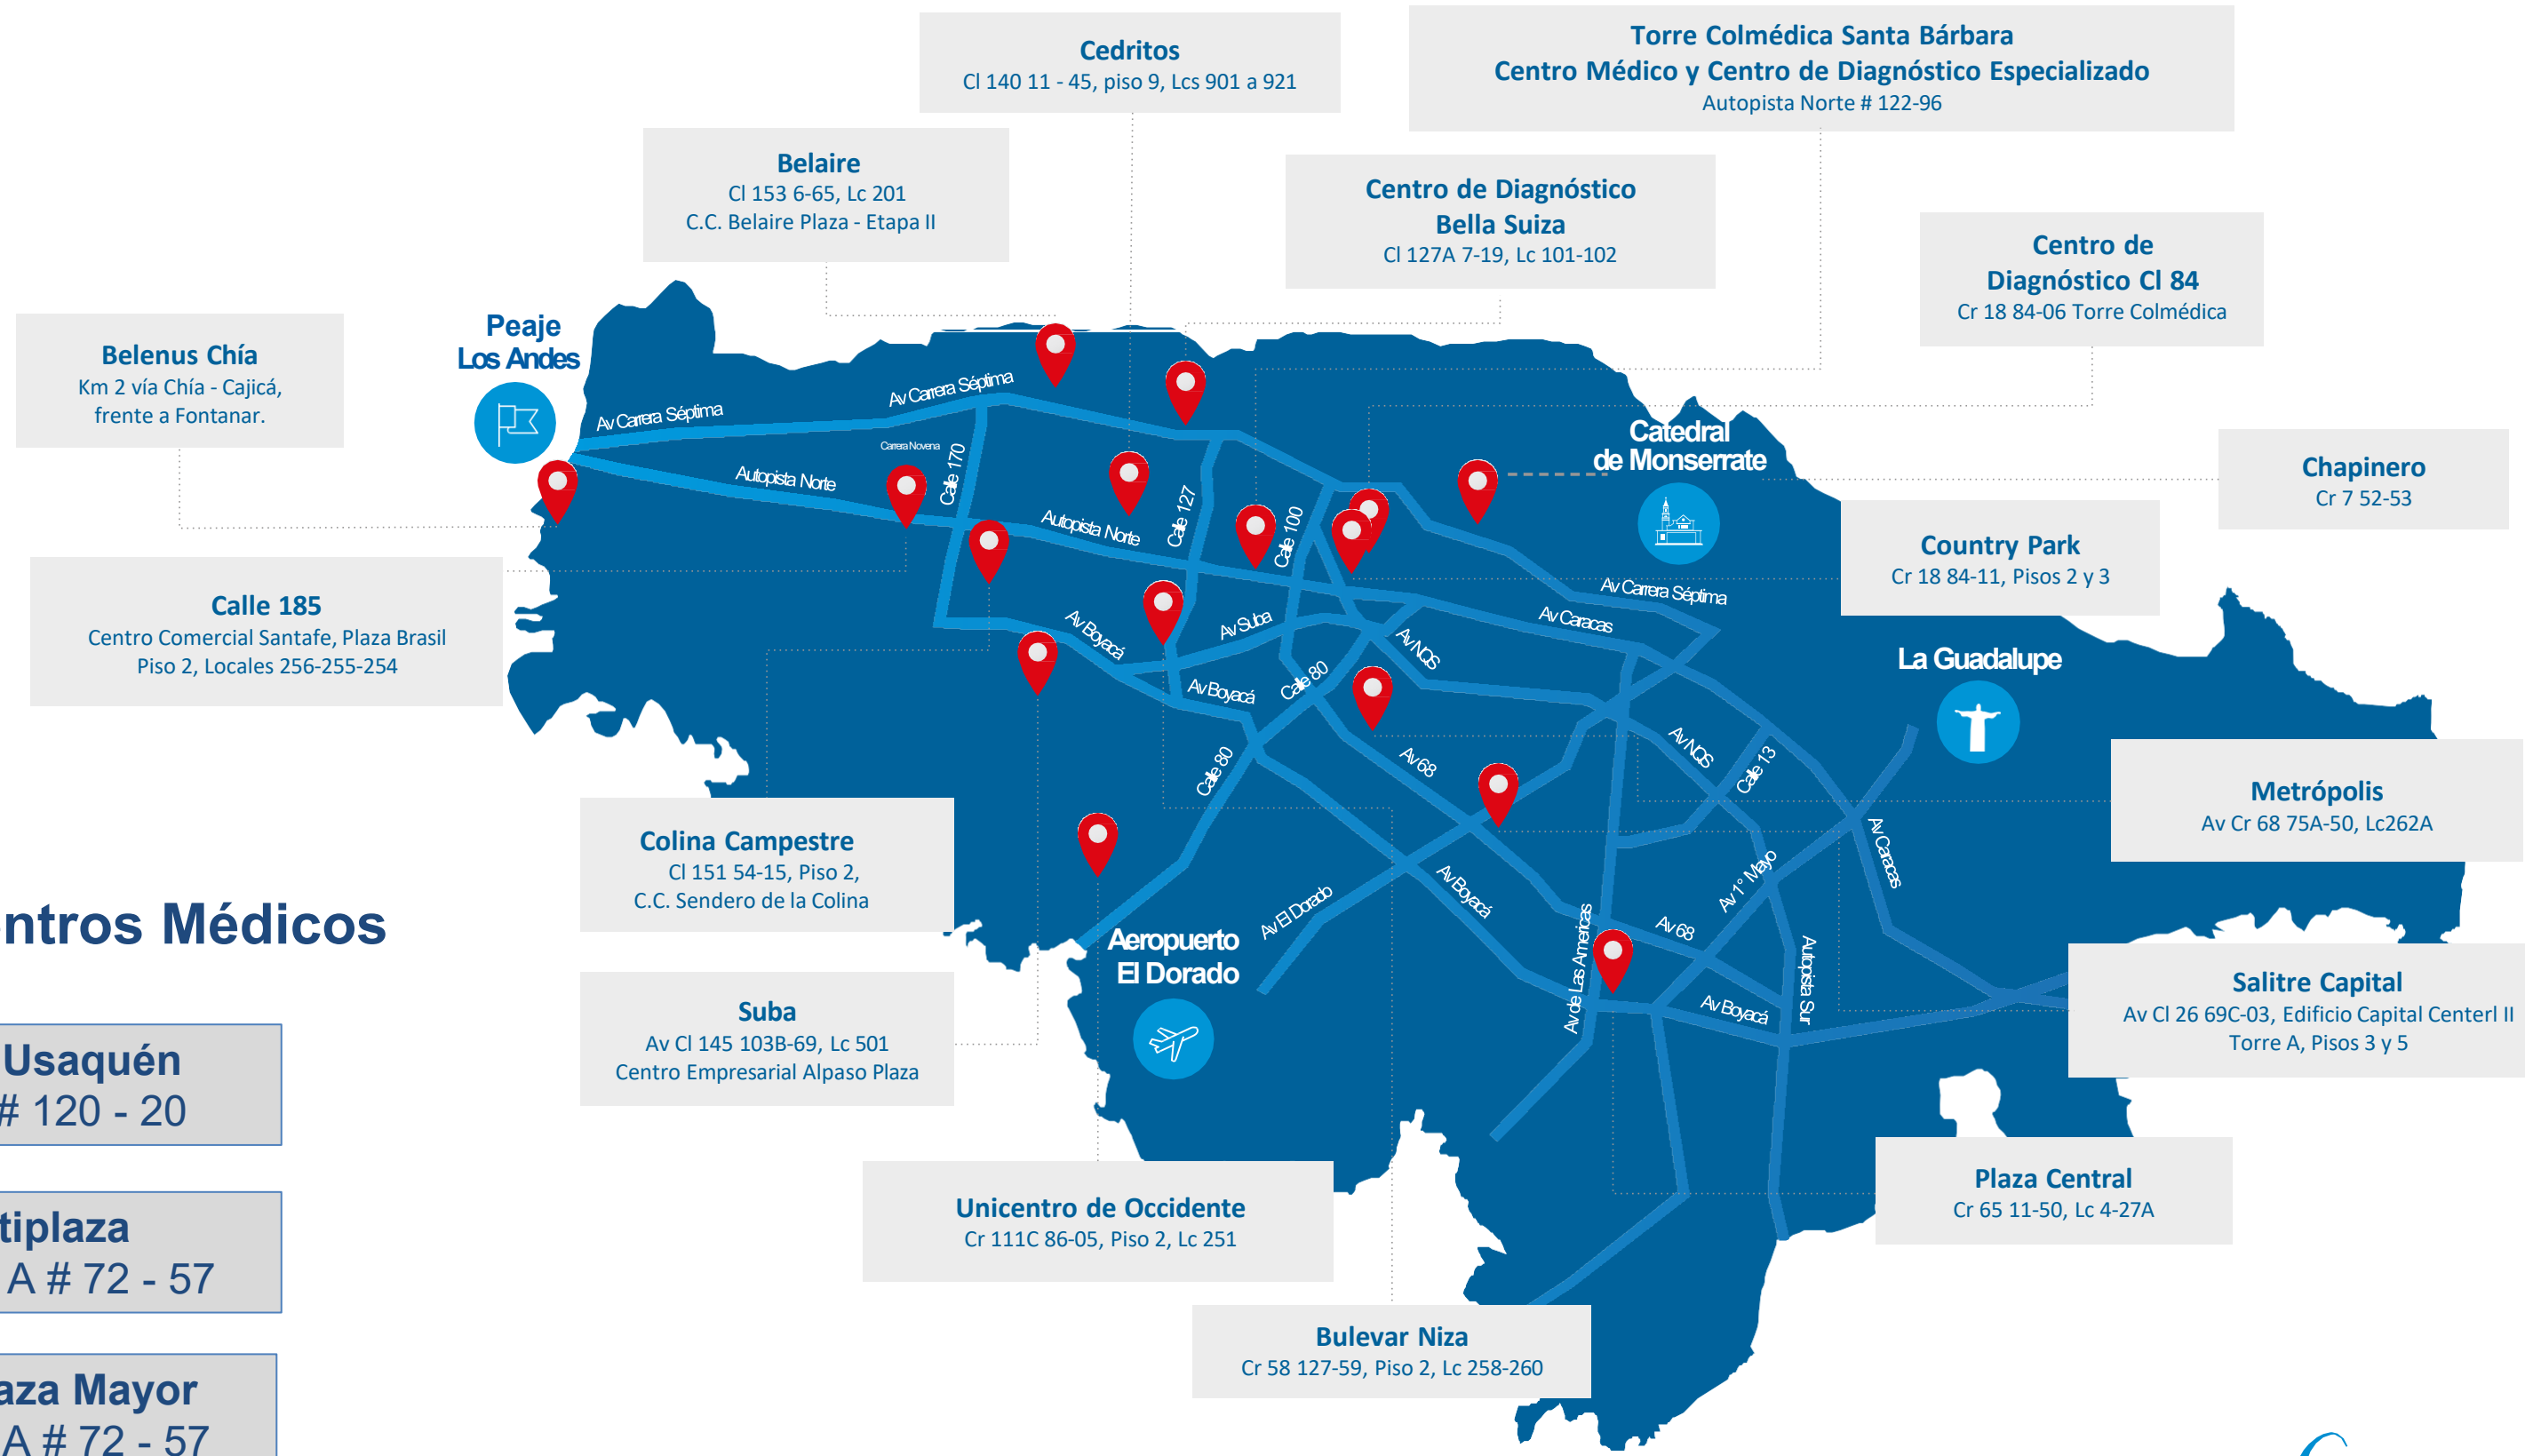 Cedritos
Cl 140 11 - 45, piso 9, Lcs 901 a 921
Torre Colmédica Santa Bárbara
Centro Médico y Centro de Diagnóstico Especializado
Autopista Norte # 122-96
Belaire
Cl 153 6-65, Lc 201
C.C. Belaire Plaza - Etapa II
Centro de Diagnóstico
Bella Suiza
Cl 127A 7-19, Lc 101-102
Centro de
Diagnóstico Cl 84
Cr 18 84-06 Torre Colmédica
Belenus Chía
Km 2 vía Chía - Cajicá,
frente a Fontanar.
Peaje
Los Andes
Av Carrera Séptima
Av Carrera Séptima
Carrera Novena
Calle 170
Autopista Norte
Autopista Norte
Calle 127
Calle 100
Catedral
de Monserrate
Chapinero
Cr 7 52-53
Country Park
Cr 18 84-11, Pisos 2 y 3
Calle 185
Centro Comercial Santafe, Plaza Brasil
Piso 2, Locales 256-255-254
Av Boyacá
Av Suba
Av Carrera Séptima
Av Caracas
Av NQS
Av Boyacá
Calle 80
La Guadalupe
Calle 80
Av 68
Av NQS
Calle 13
Metrópolis
Av Cr 68 75A-50, Lc262A
Colina Campestre
Cl 151 54-15, Piso 2,
C.C. Sendero de la Colina
Av Caracas
Av 1° Mayo
Av Boyacá
Av El Dorado
Av de Las Americas
Av 68
Autopista Sur
Av Boyacá
ntros Médicos
Aeropuerto
El Dorado
Salitre Capital
Av Cl 26 69C-03, Edificio Capital Centerl II
Torre A, Pisos 3 y 5
Suba
Av Cl 145 103B-69, Lc 501
Centro Empresarial Alpaso Plaza
Usaquén
# 120 - 20
Unicentro de Occidente
Cr 111C 86-05, Piso 2, Lc 251
Plaza Central
Cr 65 11-50, Lc 4-27A
tiplaza
A # 72 - 57
Bulevar Niza
Cr 58 127-59, Piso 2, Lc 258-260
aza Mayor
A # 72 - 57